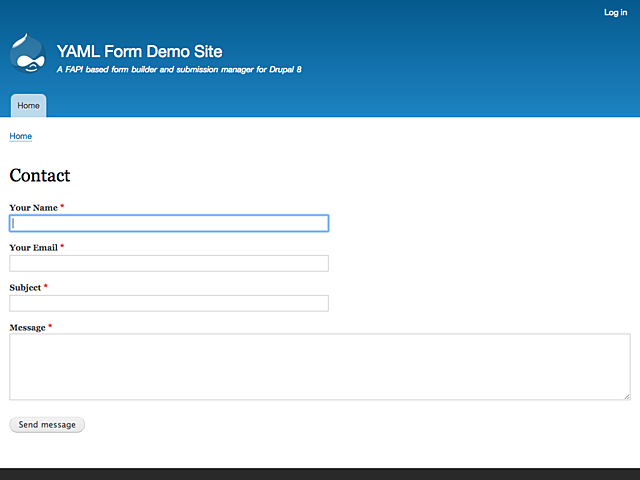 Log in
YAML Form Demo Site
A FAPI based form builder and submission manager for Drupal 8
Home
Home
Contact
Your Name *
Your Email *
Subject *
Message *
Send message